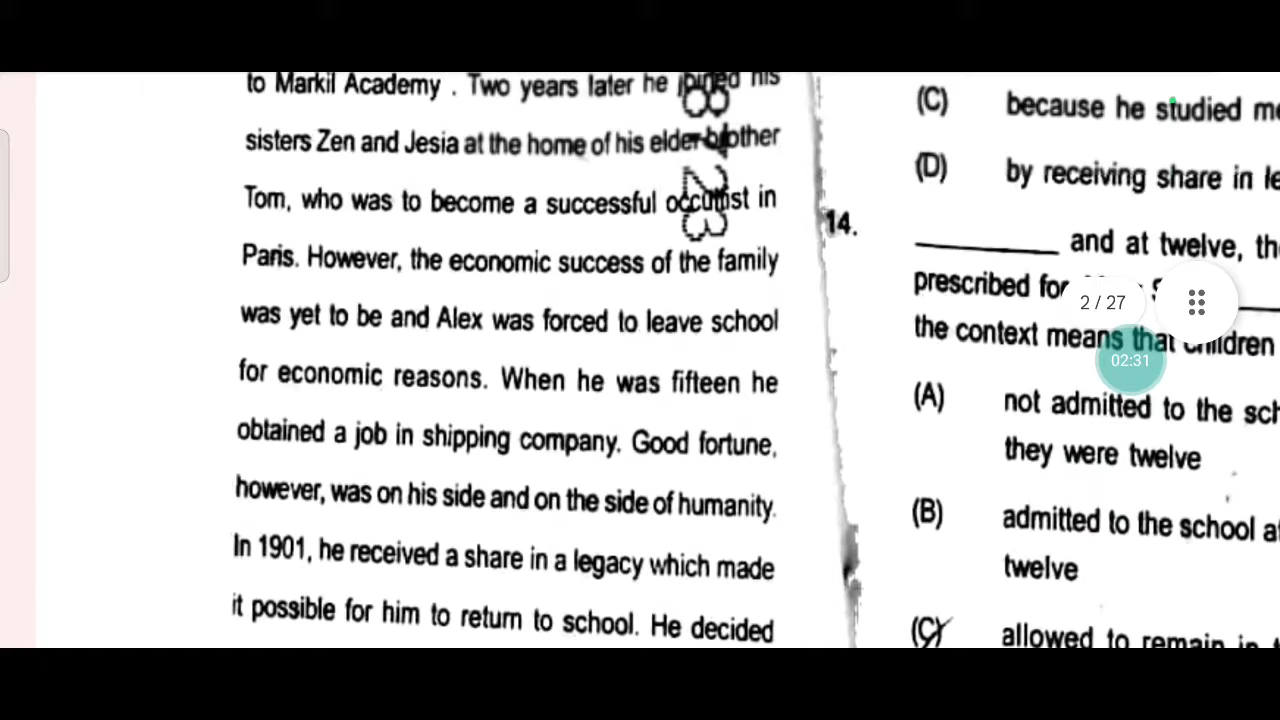 to Markil Academy . Two years later he joined his
sisters Zen and Jesia at the home of his elder brother
Tom, who was to become a successful in
Paris. However, the economic success of the family
was yet to be and Alex was forced to leave school
for economic reasons. When he was fifteen he
obtained a job in shipping company. Good fortune,
however, was on his side and on the side of humanity.
In 1901, he received a share in a legacy which made
it possible for him to return to school. He decided
8123
(C) because he studied
(D) by receiving share in
14. ________ and at twelve,
prescribed for
the context means that children
(A) not admitted to the
they were twelve
(B) admitted to the school
twelve
(C) allowed to remain in
2 / 27
02:31